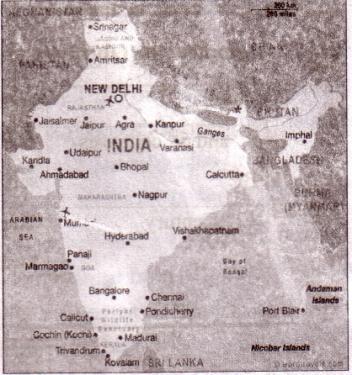 AFGHANISTAN
300 km
200 miles
Srinagar
JAMMU AND
KASHMIR
CHINA
PAKISTAN
Amritsar
NEW DELHI
RAJASTHAN
BHUTAN
Jaisalmer
Jaipur
Agra
Kanpur
Ganges
Imphal
INDIA
Varanasi
Kandla
Udaipur
BANGLADESH
Ahmadabad
Bhopal
Calcutta
BURMA
(MYANMAR)
MAHARASHTRA
Nagpur
ARABIAN
SEA
Mumbai
Hyderabad
Vishakhapatnam
Panaji
Marmagao
GOA
Bay of
Bengal
Bangalore
Chennai
Andaman
Islands
Calicut
Pondicherry
Port Blair
Periyar
Wildlife
Sanctuary
Cochin (Kochi)
Madurai
KERALA
Trivandrum
Nicobar Islands
Kovalam
SRI LANKA